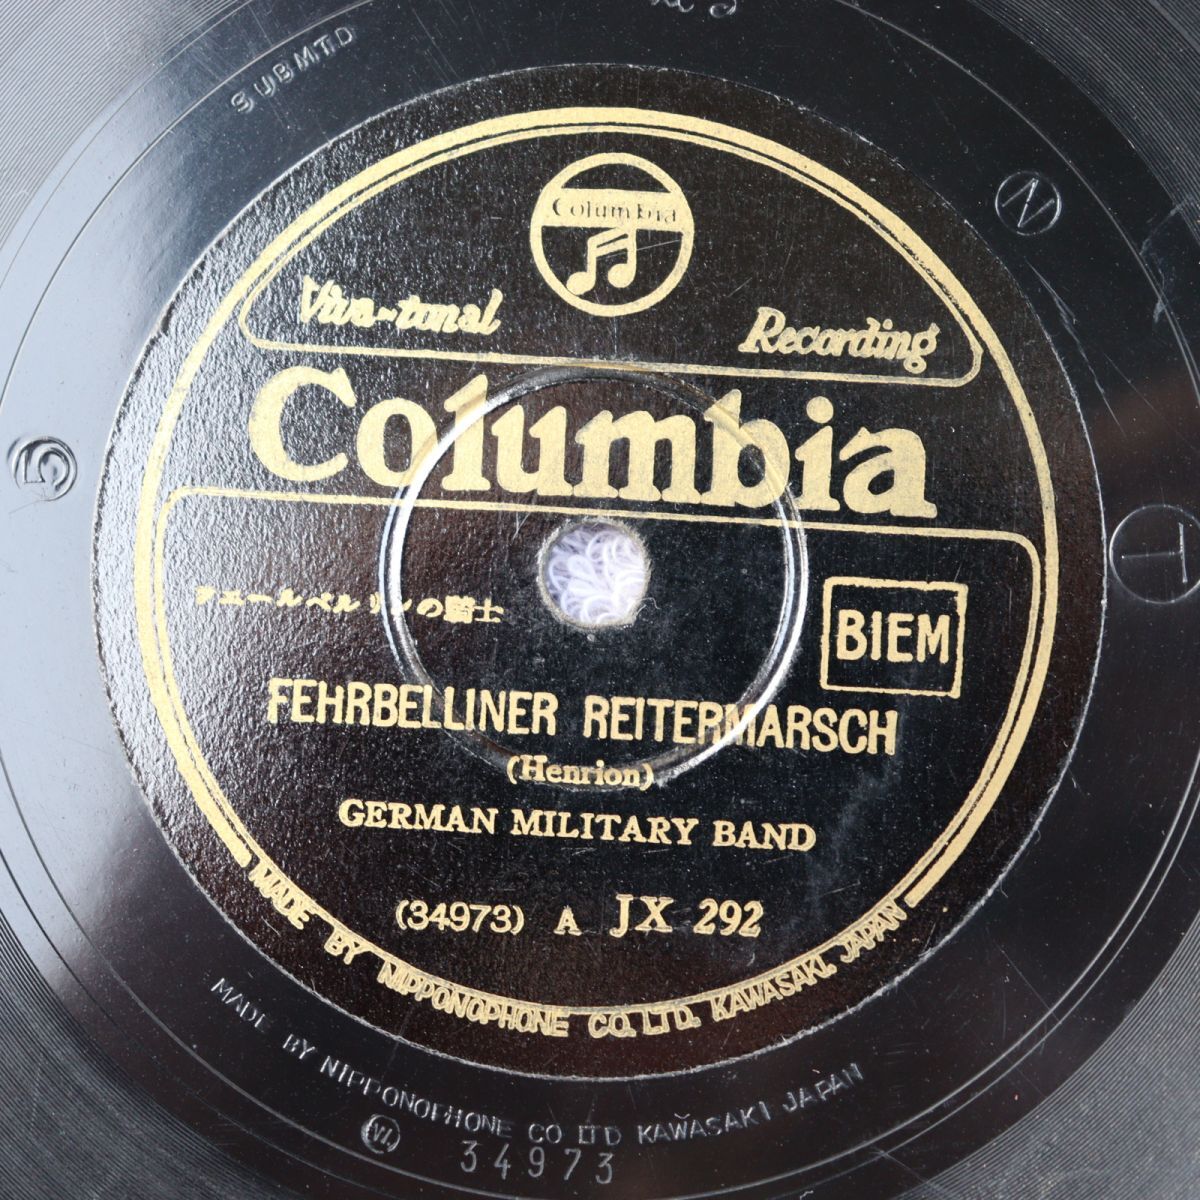 SUBMTD
N
Columbia
Viva-tonal Recording
Columbia
G
T
フエールベルリンの騎士
BIEM
FEHRBELLINER REITERMARSCH
(Henrion)
GERMAN MILITARY BAND
(34973) A JX 292
MADE BY NIPPONOPHONE CO. LTD. KAWASAKI, JAPAN
MADE BY NIPPONOPHONE CO LTD KAWASAKI JAPAN
34973